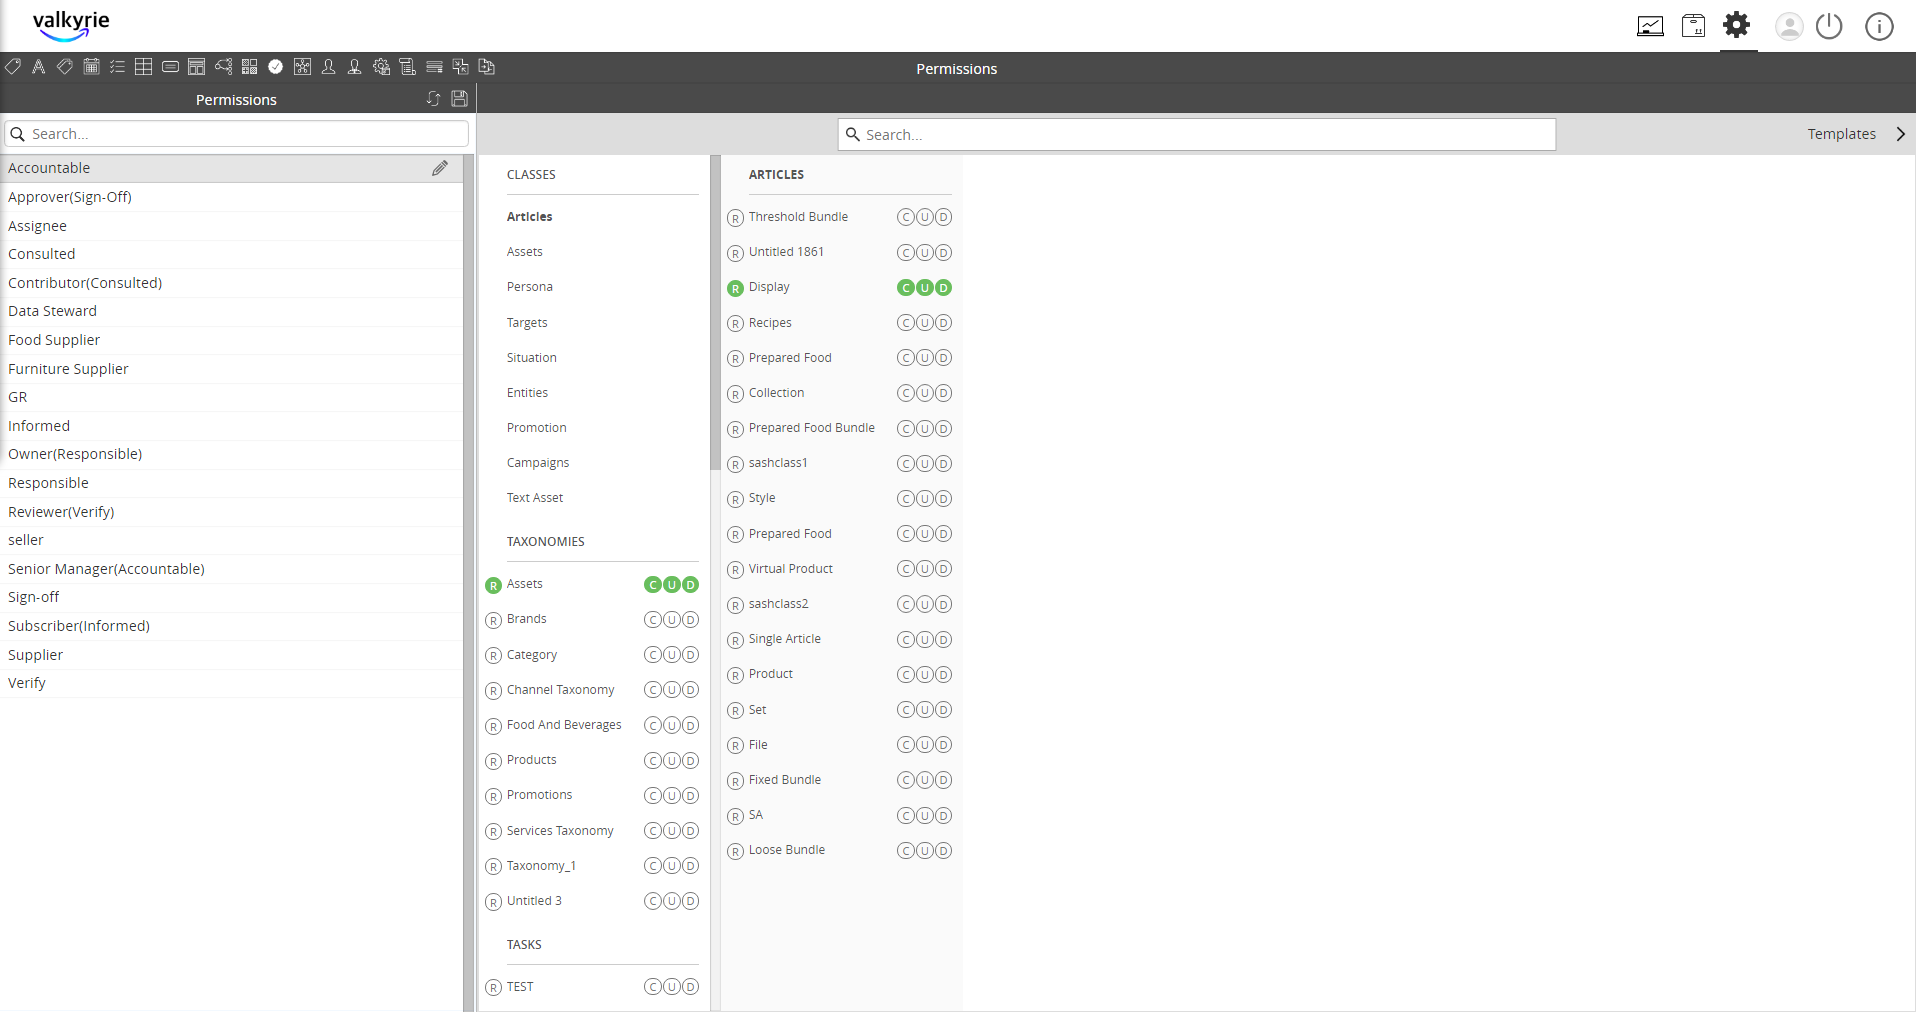 valkyrie
Permissions
Permissions
Search...
Search...
Templates
Accountable
Approver(Sign-Off)
Assignee
Consulted
Contributor(Consulted)
Data Steward
Food Supplier
Furniture Supplier
GR
Informed
Owner(Responsible)
Responsible
Reviewer(Verify)
seller
Senior Manager(Accountable)
Sign-off
Subscriber(Informed)
Supplier
Verify
CLASSES
Articles
Assets
Persona
Targets
Situation
Entities
Promotion
Campaigns
Text Asset
TAXONOMIES
R Assets C U D
R Brands C U D
R Category C U D
R Channel Taxonomy C U D
R Food And Beverages C U D
R Products C U D
R Promotions C U D
R Services Taxonomy C U D
R Taxonomy_1 C U D
R Untitled 3 C U D
TASKS
R TEST C U D
ARTICLES
R Threshold Bundle C U D
R Untitled 1861 C U D
R Display C U D
R Recipes C U D
R Prepared Food C U D
R Collection C U D
R Prepared Food Bundle C U D
R sashclass1 C U D
R Style C U D
R Prepared Food C U D
R Virtual Product C U D
R sashclass2 C U D
R Single Article C U D
R Product C U D
R Set C U D
R File C U D
R Fixed Bundle C U D
R SA C U D
R Loose Bundle C U D